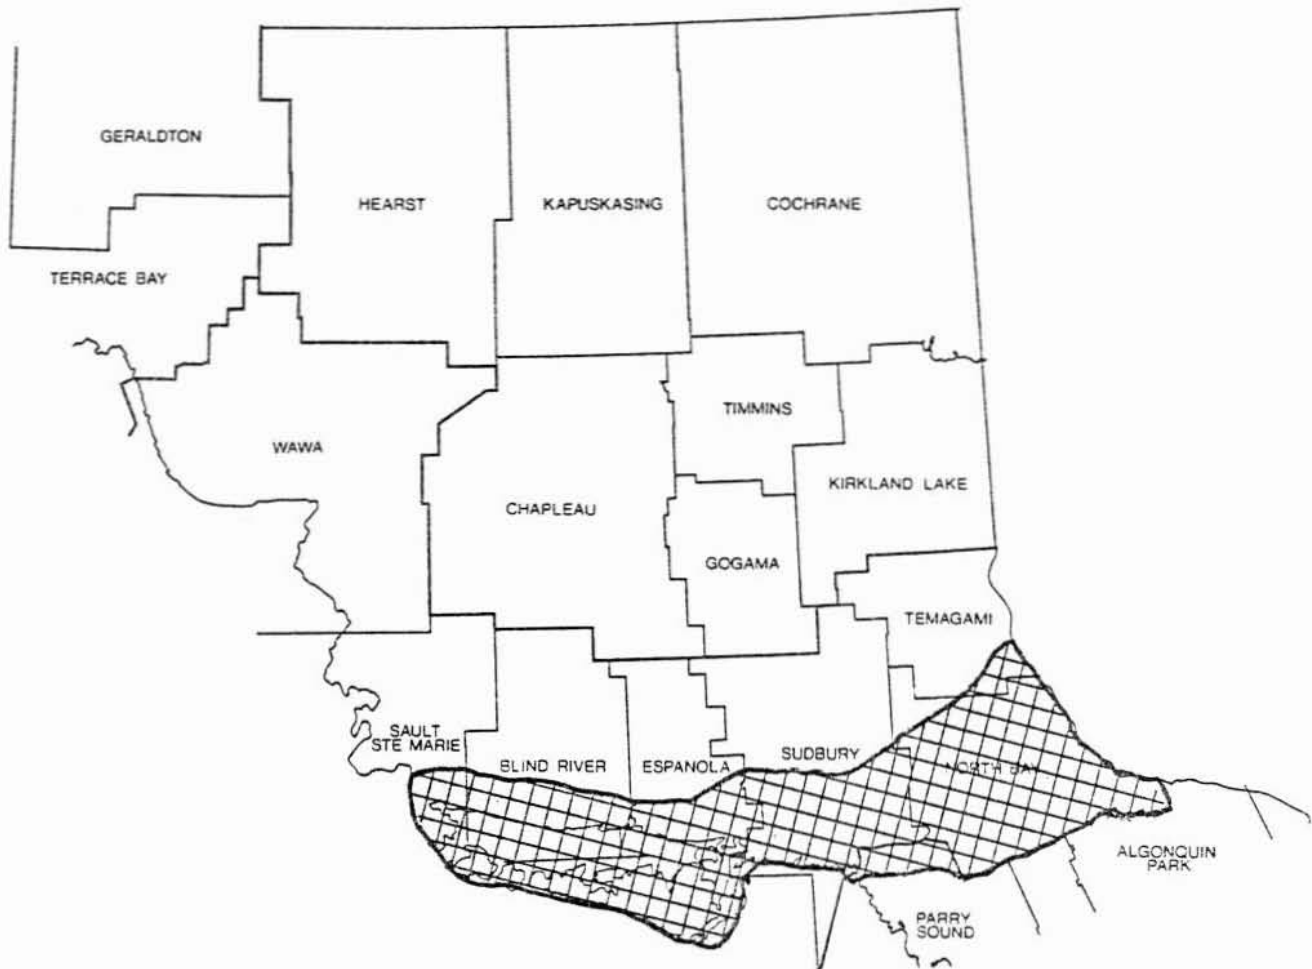 GERALDTON
HEARST
KAPUSKASING
COCHRANE
TERRACE BAY
TIMMINS
WAWA
KIRKLAND LAKE
CHAPLEAU
GOGAMA
TEMAGAMI
SAULT
STE MARIE
BLIND RIVER
ESPANOLA
SUDBURY
NORTH BAY
ALGONQUIN
PARK
PARRY
SOUND